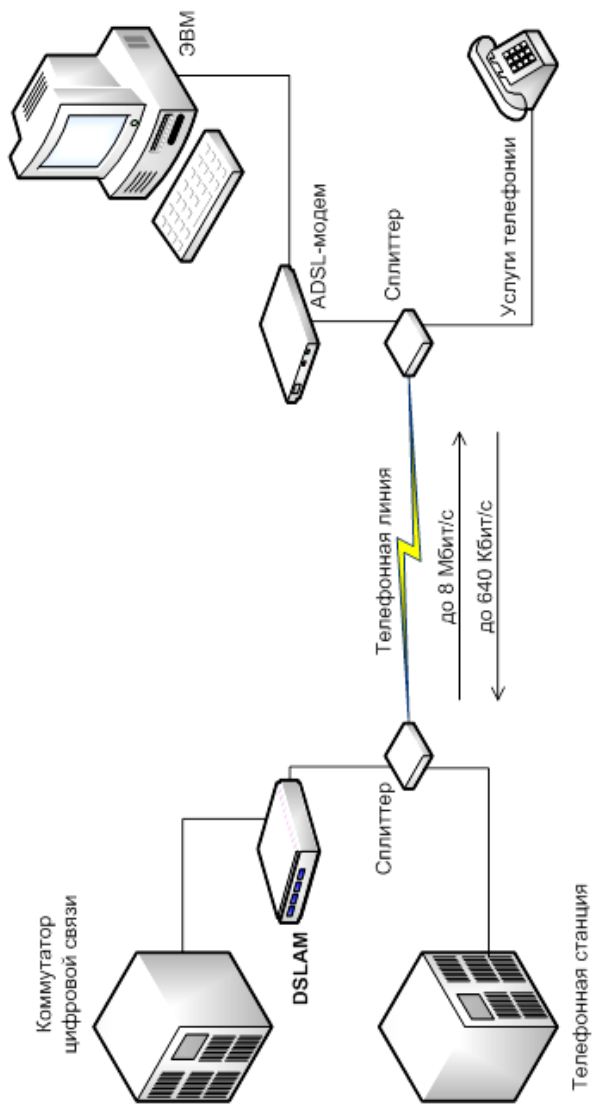 Коммутатор
цифровой связи
DSLAM
Сплиттер
Телефонная станция
Телефонная линия
до 8 Мбит/с
до 640 Кбит/с
ЭВМ
ADSL-модем
Сплиттер
Услуги телефонии